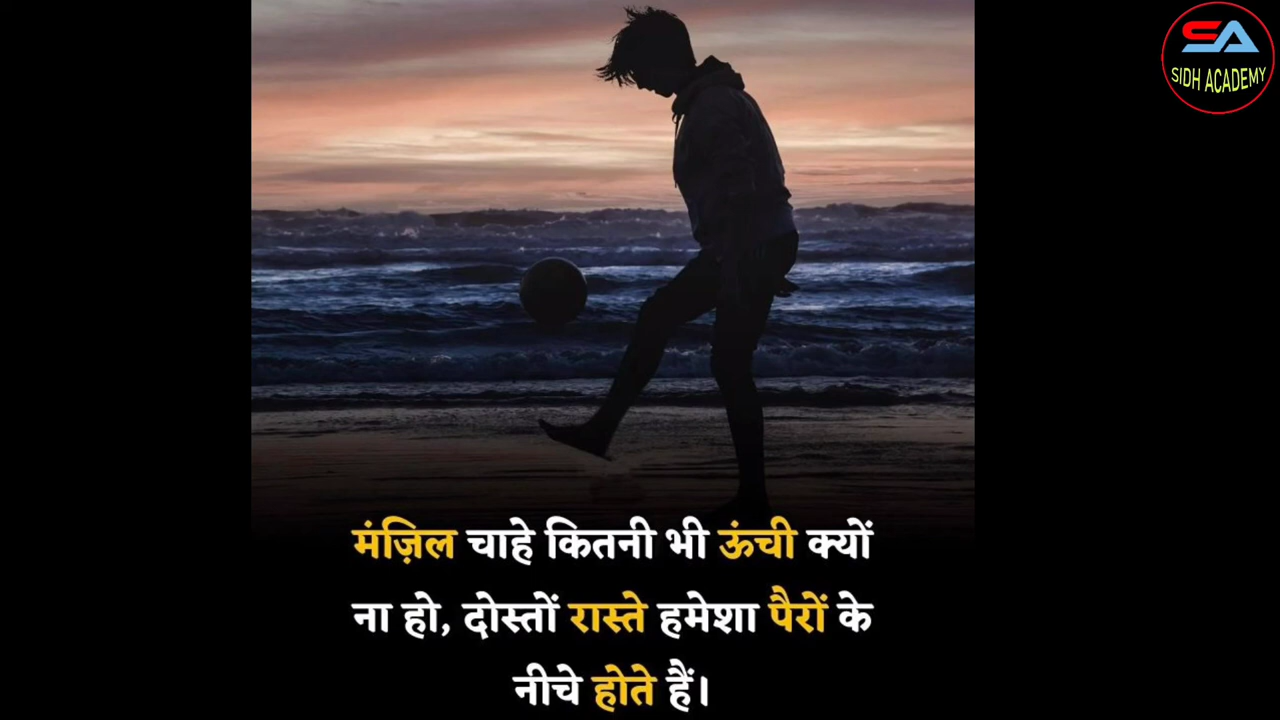 SA
SIDH ACADEMY
मंज़िल चाहे कितनी भी ऊंची क्यों
ना हो, दोस्तों रास्ते हमेशा पैरों के
नीचे होते हैं।